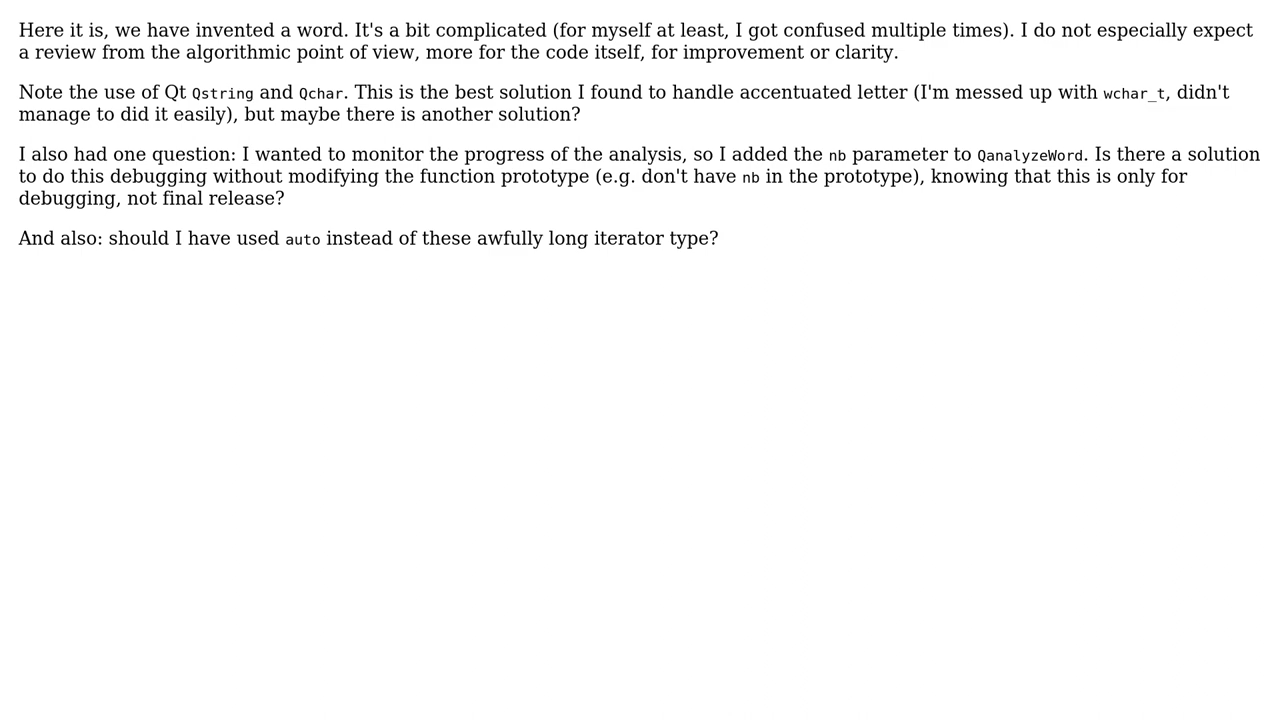 Here it is, we have invented a word. It's a bit complicated (for myself at least, I got confused multiple times). I do not especially expect
a review from the algorithmic point of view, more for the code itself, for improvement or clarity.
Note the use of Qt Qstring and Qchar. This is the best solution I found to handle accentuated letter (I'm messed up with wchar_t, didn't
manage to did it easily), but maybe there is another solution?
I also had one question: I wanted to monitor the progress of the analysis, so I added the nb parameter to QanalyzeWord. Is there a solution
to do this debugging without modifying the function prototype (e.g. don't have nb in the prototype), knowing that this is only for
debugging, not final release?
And also: should I have used auto instead of these awfully long iterator type?